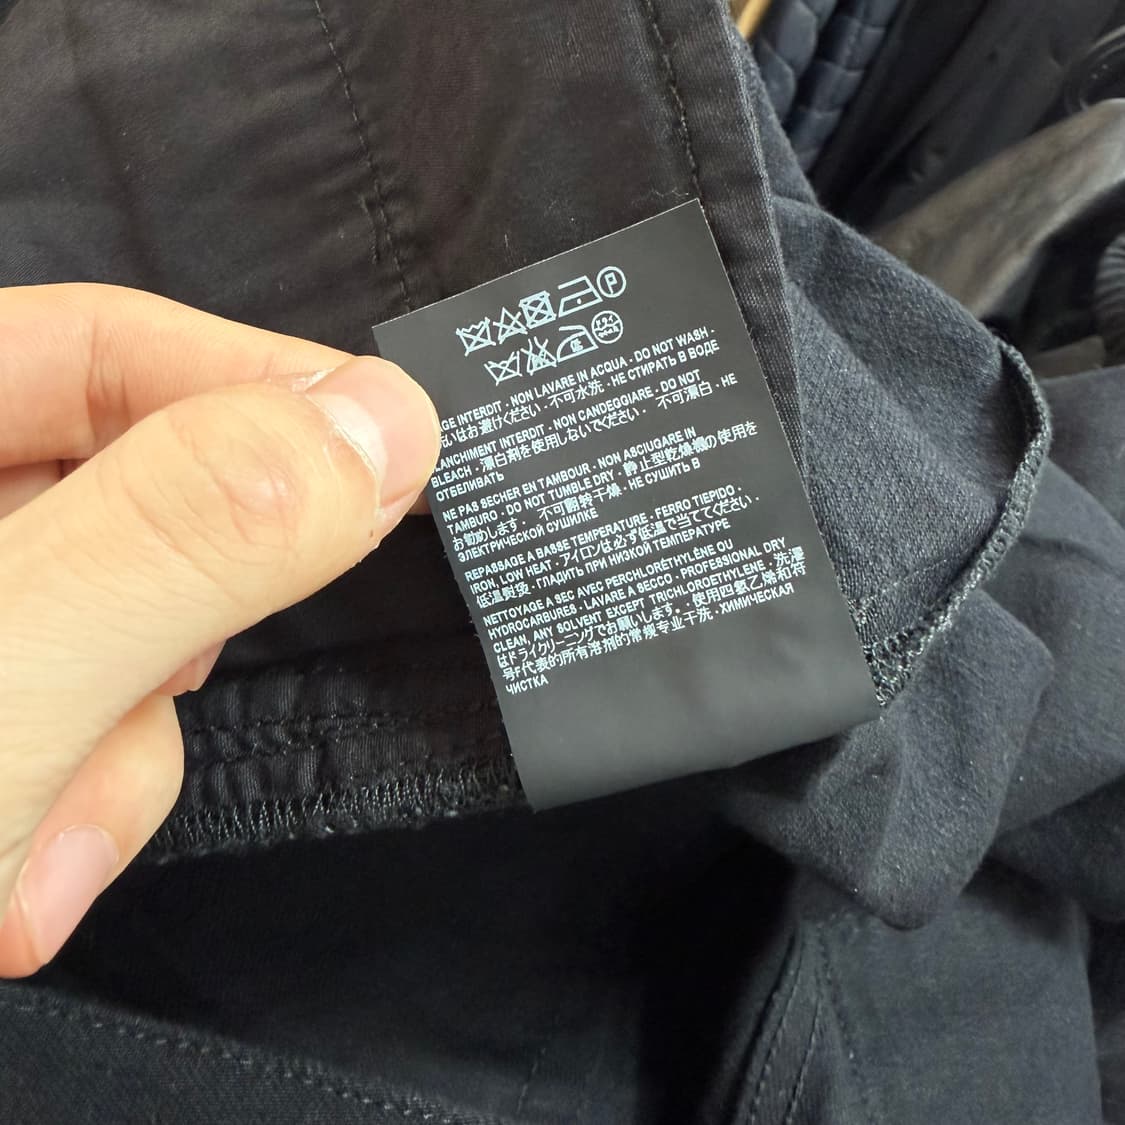 P
ドライ
INTERDIT · NON LAVARE IN ACQUA · DO NOT WASH ·
はお避けください · 不可水洗 · НЕ СТИРАТЬ В ВОДЕ
INTERDIT · NON CANDEGGIARE · DO NOT
BLEACH · 漂白剤を使用しないでください · 不可漂白 · НЕ
ОТБЕЛИВАТЬ
NE PAS SECHER EN TAMBOUR · NON ASCIUGARE IN
TAMBURO · DO NOT TUMBLE DRY · 静止型乾燥機の使用を
お勧めします · 不可翻转干燥 · НЕ СУШИТЬ В
ЭЛЕКТРИЧЕСКОЙ СУШИЛКЕ
REPASSAGE A BASSE TEMPERATURE · FERRO TIEPIDO ·
IRON, LOW HEAT · アイロンは必ず低温で当ててください ·
低温熨烫 · ГЛАДИТЬ ПРИ НИЗКОЙ ТЕМПЕРАТУРЕ
NETTOYAGE A SEC AVEC PERCHLORÉTHYLÈNE OU
HYDROCARBURES · LAVARE A SECCO · PROFESSIONAL DRY
CLEAN, ANY SOLVENT EXCEPT TRICHLOROETHYLENE · 洗濯
はドライクリーニングでお願いします。· 使用四氯乙烯和符
号F代表的所有溶剂的常规专业干洗 · ХИМИЧЕСКАЯ
ЧИСТКА